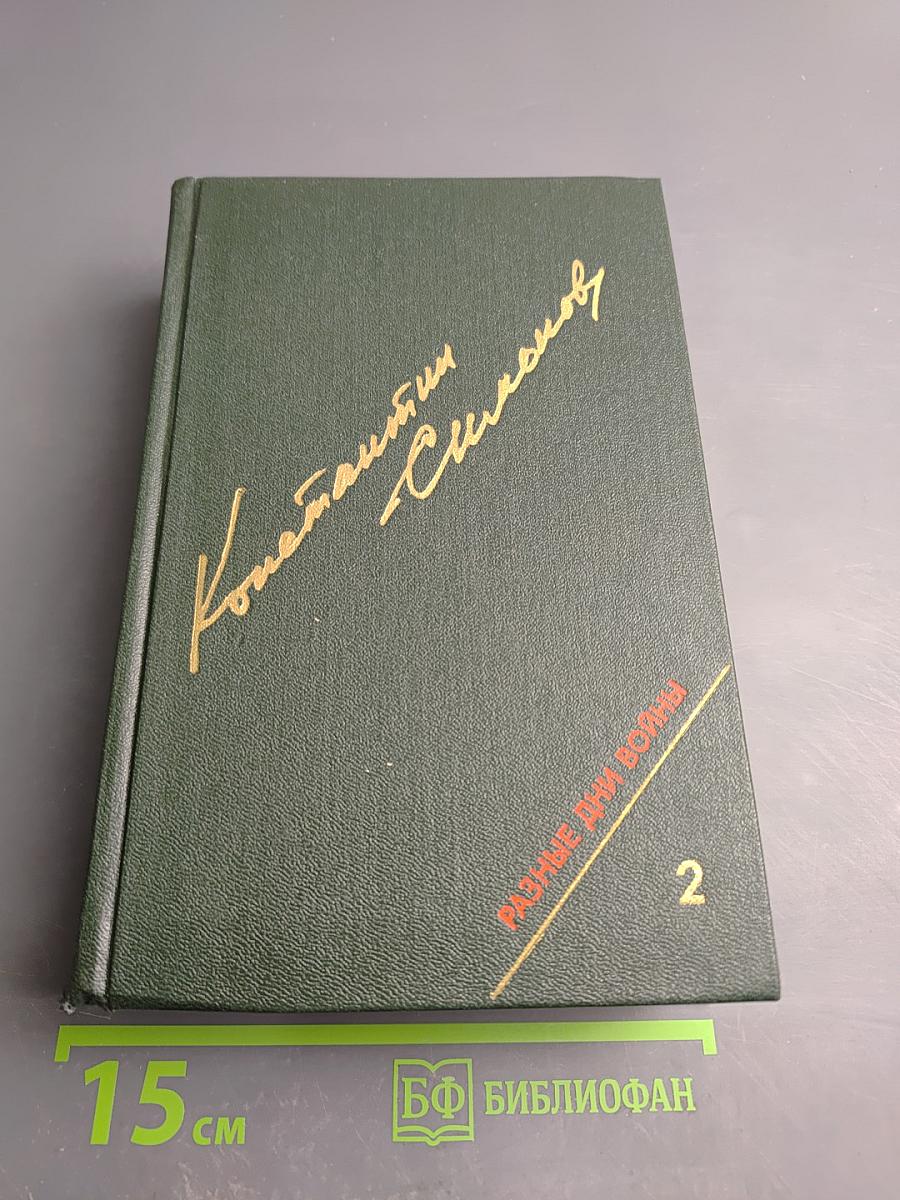 Константин
Симонов
РАЗНЫЕ ДНИ ВОЙНЫ
2
15 см
БФ БИБЛИОФАН